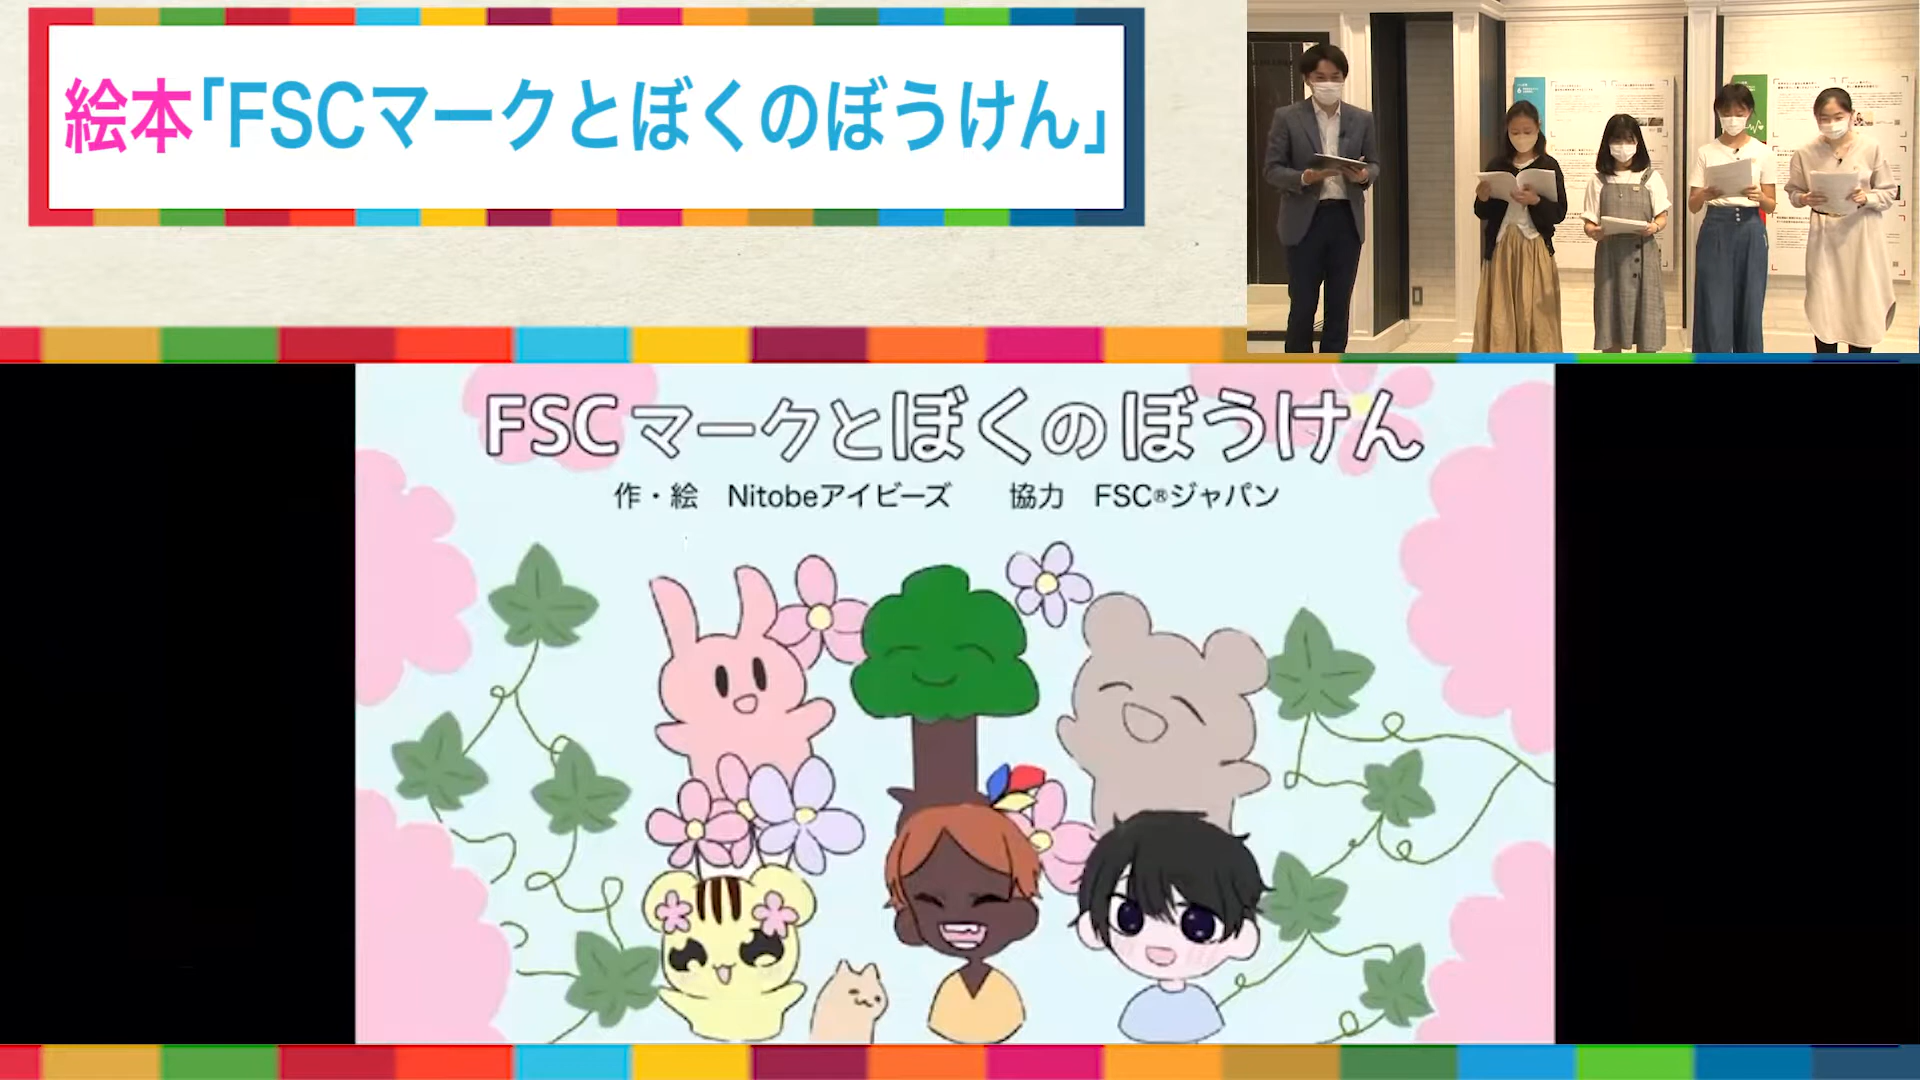 絵本「FSCマークとぼくのぼうけん」
FSCマークとぼくのぼうけん
作・絵 Nitobeアイビーズ 協力 FSC®ジャパン
6